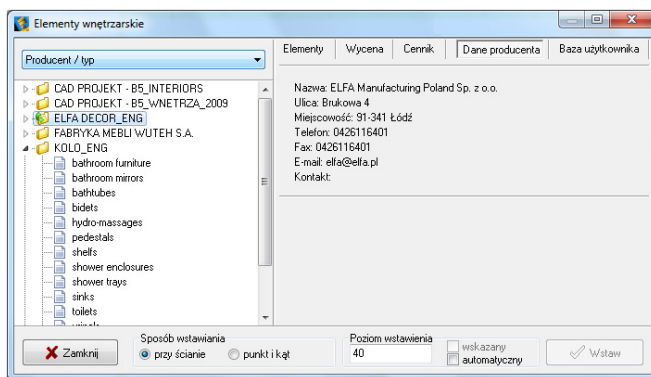 Elementy wnętrzarskie
Producent / typ
CAD PROJEKT - B5_INTERIORS
CAD PROJEKT - B5_WNETRZA_2009
ELFA DECOR_ENG
FABRYKA MEBLI WUTEH S.A.
KOLO_ENG
bathroom furniture
bathroom mirrors
bathtubes
bidets
hydro-massages
pedestals
shelfs
shower enclosures
shower trays
sinks
toilets
Elementy Wycena Cennik Dane producenta Baza użytkownika
Nazwa: ELFA Manufacturing Poland Sp. z o.o.
Ulica: Brukowa 4
Miejscowość: 91-341 Łódź
Telefon: 0426116401
Fax: 0426116401
E-mail: elfa@elfa.pl
Kontakt:
Zamknij
Sposób wstawiania
przy ścianie punkt i kąt
Poziom wstawienia
40
wskazany
automatyczny
Wstaw